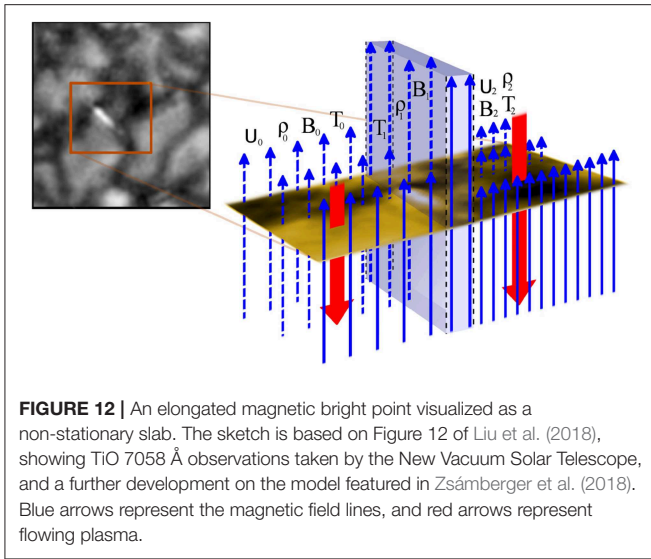 U₀ ρ₀ B₀ T₀ T₁ ρ₁ B₁ U₂ ρ₂
B₂ T₂
FIGURE 12 | An elongated magnetic bright point visualized as a
non-stationary slab. The sketch is based on Figure 12 of Liu et al. (2018),
showing TiO 7058 Å observations taken by the New Vacuum Solar Telescope,
and a further development on the model featured in Zsámberger et al. (2018).
Blue arrows represent the magnetic field lines, and red arrows represent
flowing plasma.